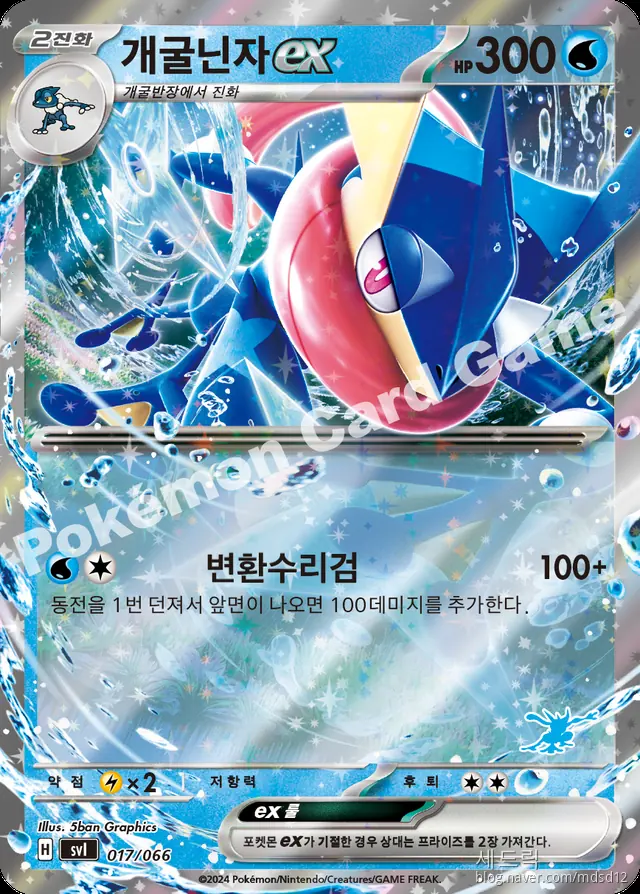 2진화
개굴닌자ex
HP300
개굴반장에서 진화
Pokémon Card Game
변환수리검 100+
동전을 1번 던져서 앞면이 나오면 100데미지를 추가한다.
약점 ×2 저항력 후퇴
ex 룰
포켓몬 ex가 기절한 경우 상대는 프라이즈를 2장 가져간다.
Illus. 5ban Graphics
H svI 017/066
©2024 Pokémon/Nintendo/Creatures/GAME FREAK.
세드릭
blog.naver.com/mdsd12